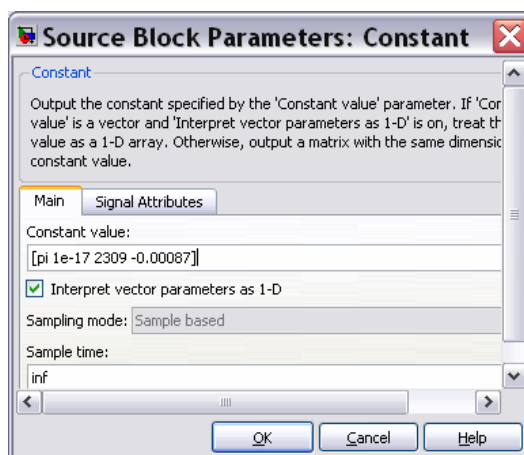 Source Block Parameters: Constant
Constant
Output the constant specified by the 'Constant value' parameter. If 'Con
value' is a vector and 'Interpret vector parameters as 1-D' is on, treat th
value as a 1-D array. Otherwise, output a matrix with the same dimensio
constant value.
Main Signal Attributes
Constant value:
[pi 1e-17 2309 -0.00087]
Interpret vector parameters as 1-D
Sampling mode: Sample based
Sample time:
inf
OK Cancel Help